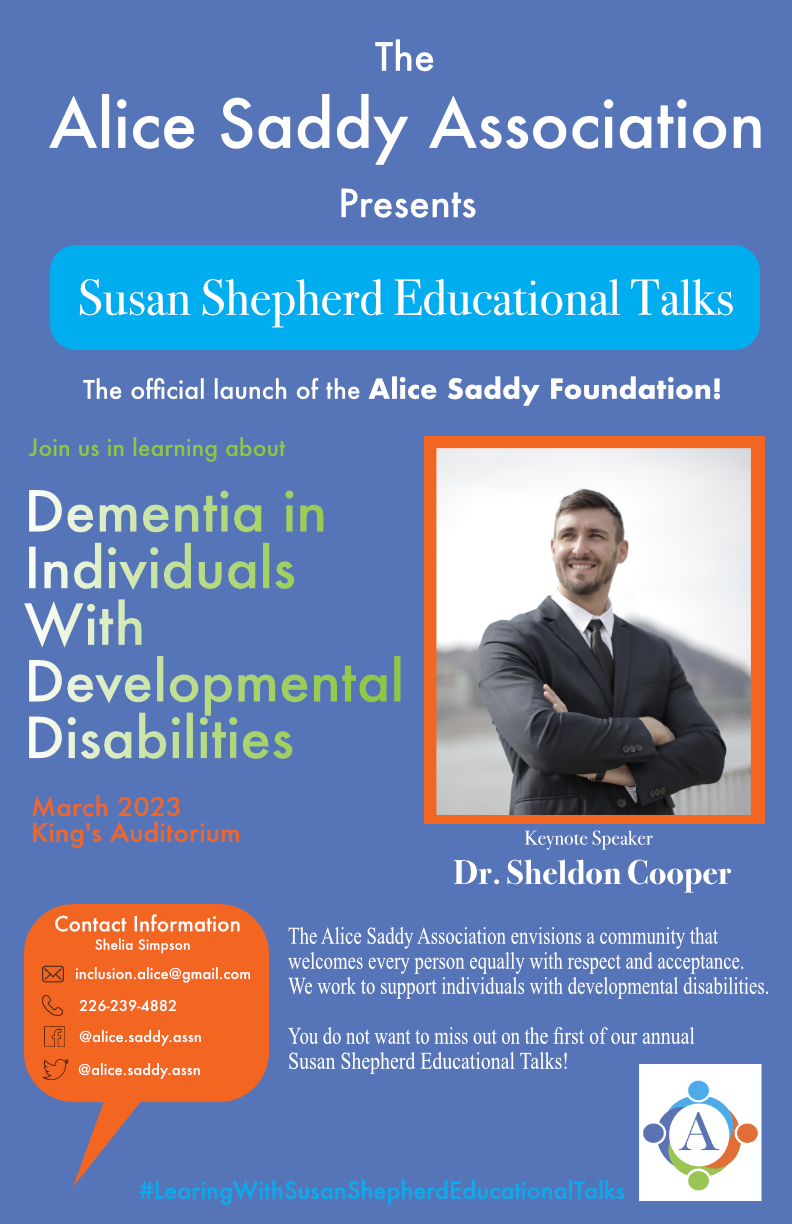 The
Alice Saddy Association
Presents
Susan Shepherd Educational Talks
The official launch of the Alice Saddy Foundation!
Join us in learning about
Dementia in
Individuals
With
Developmental
Disabilities
March 2023
King's Auditorium
Keynote Speaker
Dr. Sheldon Cooper
Contact Information
Shelia Simpson
inclusion.alice@gmail.com
226-239-4882
@alice.saddy.assn
@alice.saddy.assn
The Alice Saddy Association envisions a community that
welcomes every person equally with respect and acceptance.
We work to support individuals with developmental disabilities.
You do not want to miss out on the first of our annual
Susan Shepherd Educational Talks!
A
#LearingWithSusanShepherdEducationalTalks